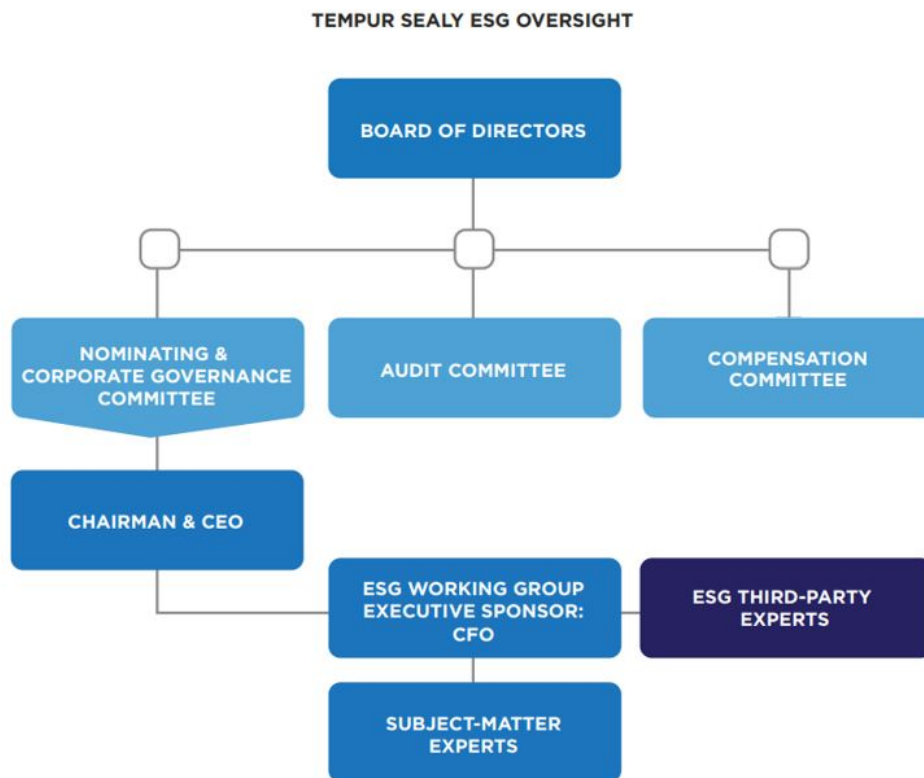 TEMPUR SEALY ESG OVERSIGHT
BOARD OF DIRECTORS
NOMINATING &
CORPORATE GOVERNANCE
COMMITTEE
AUDIT COMMITTEE
COMPENSATION
COMMITTEE
CHAIRMAN & CEO
ESG WORKING GROUP
EXECUTIVE SPONSOR:
CFO
ESG THIRD-PARTY
EXPERTS
SUBJECT-MATTER
EXPERTS